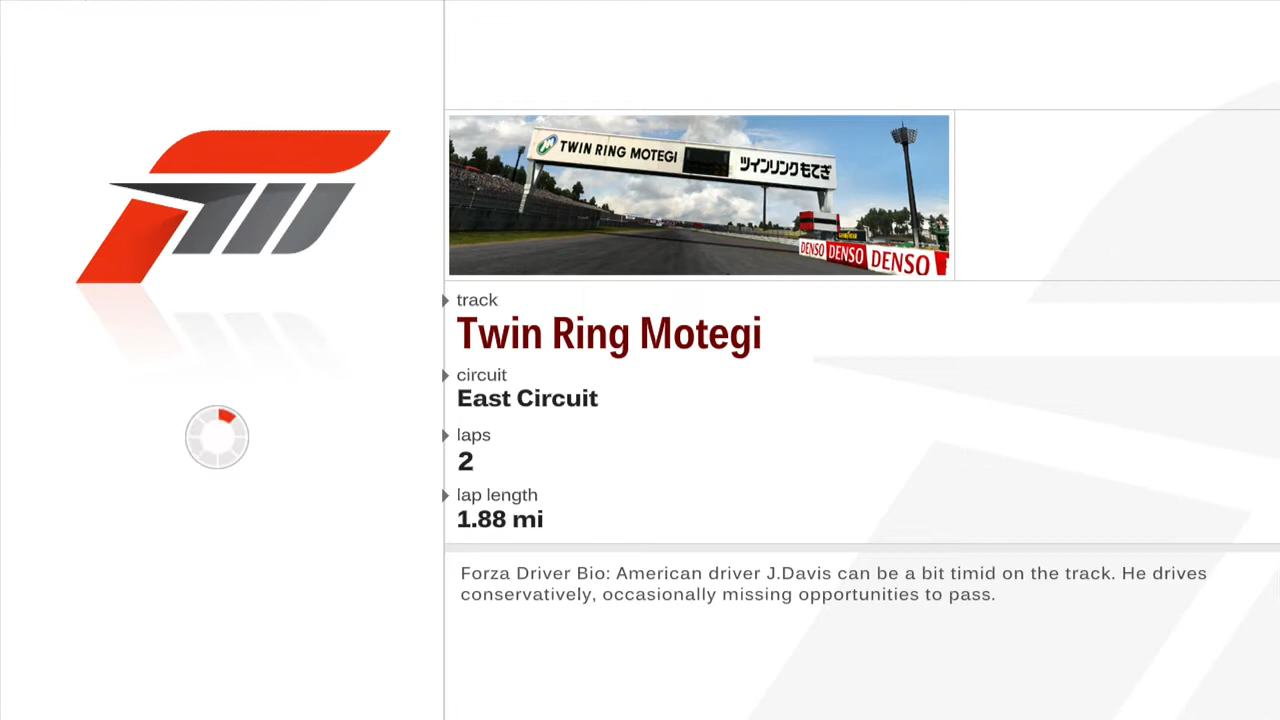 TWIN RING MOTEGI ツインリンクもてぎ
DENSO DENSO DENSO
track
Twin Ring Motegi
circuit
East Circuit
laps
2
lap length
1.88 mi
Forza Driver Bio: American driver J.Davis can be a bit timid on the track. He drives
conservatively, occasionally missing opportunities to pass.